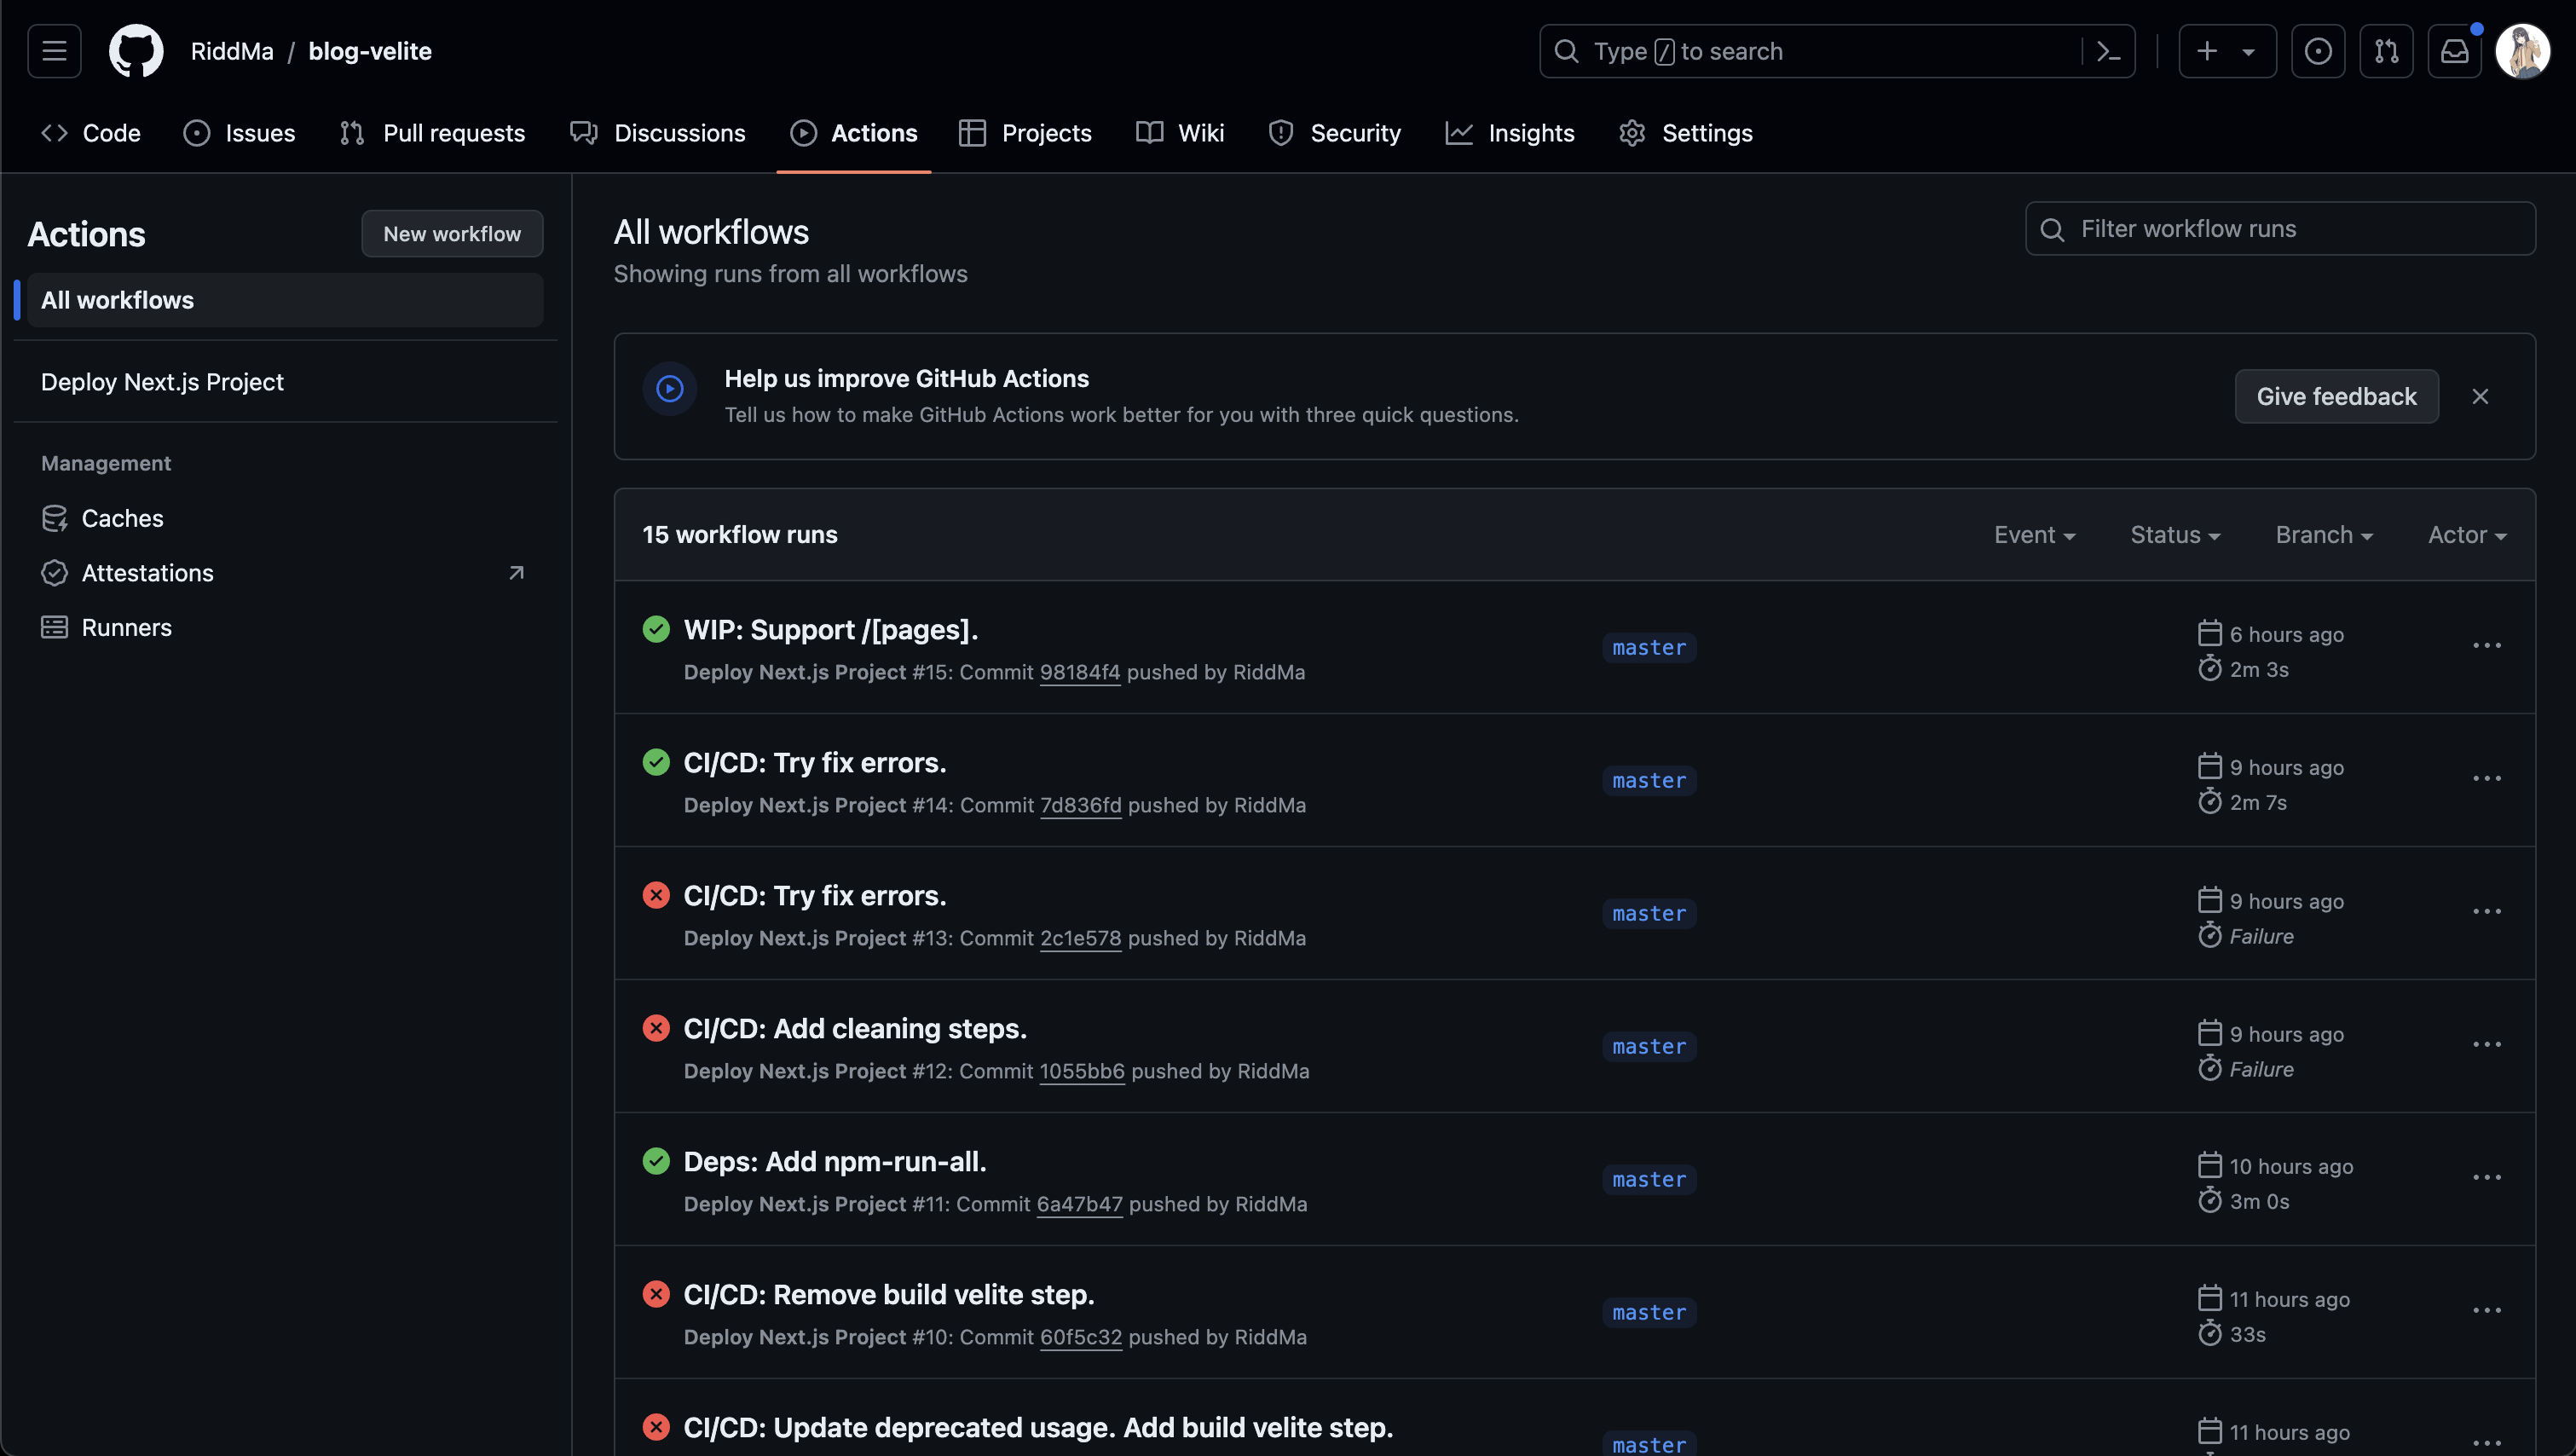 RiddMa / blog-velite
Type / to search
Code
Issues
Pull requests
Discussions
Actions
Projects
Wiki
Security
Insights
Settings
Actions
New workflow
All workflows
Deploy Next.js Project
Management
Caches
Attestations
Runners
All workflows
Showing runs from all workflows
Filter workflow runs
Help us improve GitHub Actions
Tell us how to make GitHub Actions work better for you with three quick questions.
Give feedback
15 workflow runs
Event
Status
Branch
Actor
WIP: Support /[pages].
Deploy Next.js Project #15: Commit 98184f4 pushed by RiddMa
master
6 hours ago
2m 3s
CI/CD: Try fix errors.
Deploy Next.js Project #14: Commit 7d836fd pushed by RiddMa
master
9 hours ago
2m 7s
CI/CD: Try fix errors.
Deploy Next.js Project #13: Commit 2c1e578 pushed by RiddMa
master
9 hours ago
Failure
CI/CD: Add cleaning steps.
Deploy Next.js Project #12: Commit 1055bb6 pushed by RiddMa
master
9 hours ago
Failure
Deps: Add npm-run-all.
Deploy Next.js Project #11: Commit 6a47b47 pushed by RiddMa
master
10 hours ago
3m 0s
CI/CD: Remove build velite step.
Deploy Next.js Project #10: Commit 60f5c32 pushed by RiddMa
master
11 hours ago
33s
CI/CD: Update deprecated usage. Add build velite step.
master
11 hours ago